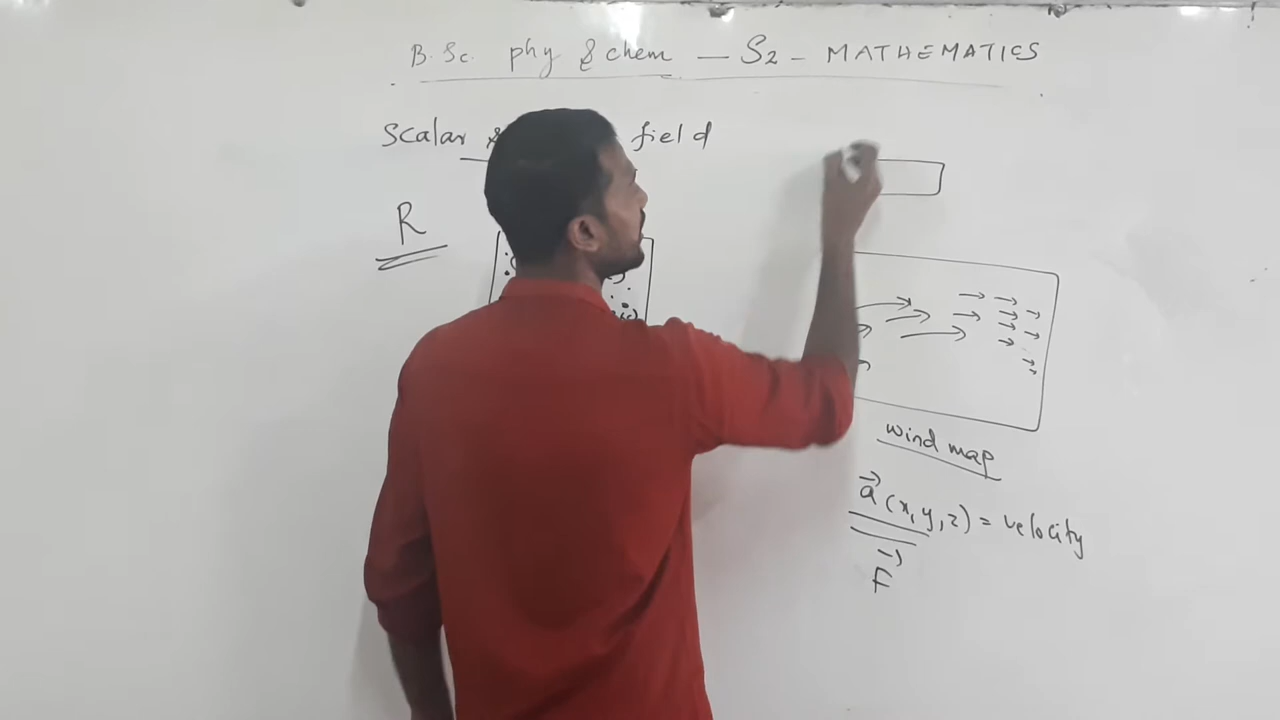 B.Sc. phy & chem — S2 - MATHEMATICS
Scalar field
R
wind map
a⃗ (x, y, z) = velocity
F⃗